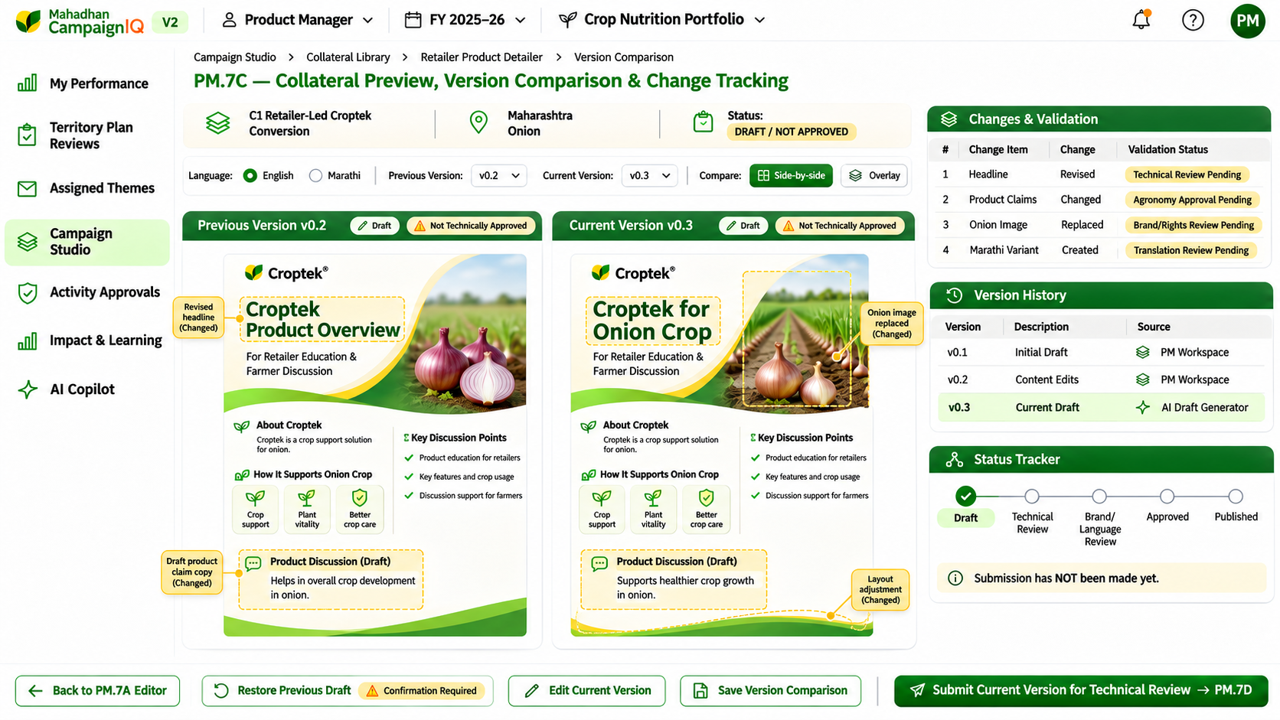 Mahadhan
CampaignIQ
V2
Product Manager
FY 2025–26
Crop Nutrition Portfolio
PM
My Performance
Territory Plan
Reviews
Assigned Themes
Campaign
Studio
Activity Approvals
Impact & Learning
AI Copilot
Campaign Studio > Collateral Library > Retailer Product Detailer > Version Comparison
PM.7C — Collateral Preview, Version Comparison & Change Tracking
C1 Retailer-Led Croptek
Conversion
Maharashtra
Onion
Status:
DRAFT / NOT APPROVED
Language: English Marathi Previous Version: v0.2 Current Version: v0.3 Compare: Side-by-side Overlay
Previous Version v0.2 Draft Not Technically Approved
Croptek®
Croptek
Product Overview
For Retailer Education &
Farmer Discussion
Revised
headline
(Changed)
About Croptek
Croptek is a crop support solution
for onion.
How It Supports Onion Crop
Crop
support
Plant
vitality
Better
crop care
Key Discussion Points
Product education for retailers
Key features and crop usage
Discussion support for farmers
Draft product
claim copy
(Changed)
Product Discussion (Draft)
Helps in overall crop development
in onion.
Current Version v0.3 Draft Not Technically Approved
Croptek®
Croptek for
Onion Crop
For Retailer Education &
Farmer Discussion
Onion image
replaced
(Changed)
About Croptek
Croptek is a crop support solution
for onion.
How It Supports Onion Crop
Crop
support
Plant
vitality
Better
crop care
Key Discussion Points
Product education for retailers
Key features and crop usage
Discussion support for farmers
Product Discussion (Draft)
Supports healthier crop growth
in onion.
Layout
adjustment
(Changed)
Changes & Validation
# Change Item Change Validation Status
1 Headline Revised Technical Review Pending
2 Product Claims Changed Agronomy Approval Pending
3 Onion Image Replaced Brand/Rights Review Pending
4 Marathi Variant Created Translation Review Pending
Version History
Version Description Source
v0.1 Initial Draft PM Workspace
v0.2 Content Edits PM Workspace
v0.3 Current Draft AI Draft Generator
Status Tracker
Draft
Technical
Review
Brand/
Language
Review
Approved
Published
Submission has NOT been made yet.
Back to PM.7A Editor
Restore Previous Draft Confirmation Required
Edit Current Version
Save Version Comparison
Submit Current Version for Technical Review → PM.7D